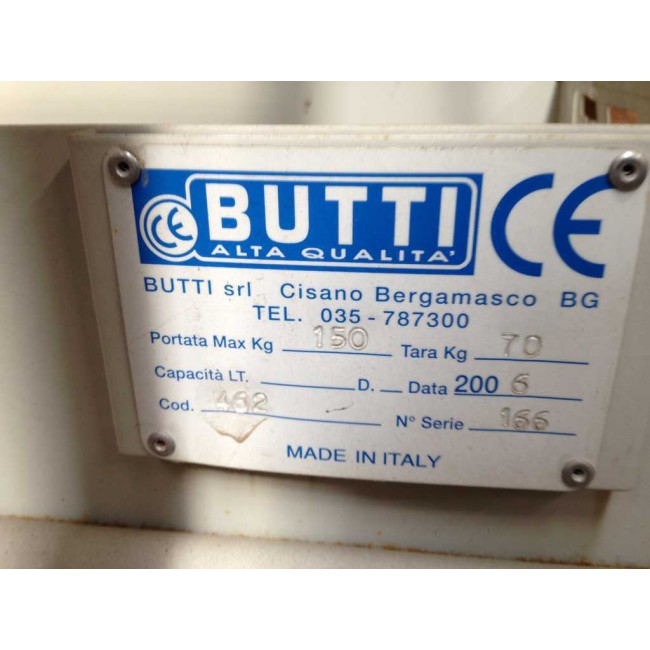 CE BUTTI CE
ALTA QUALITA'
BUTTI srl Cisano Bergamasco BG
TEL. 035-787300
Portata Max Kg 150 Tara Kg 70
Capacità LT. D. Data 2006
Cod. 462 N° Serie 166
MADE IN ITALY